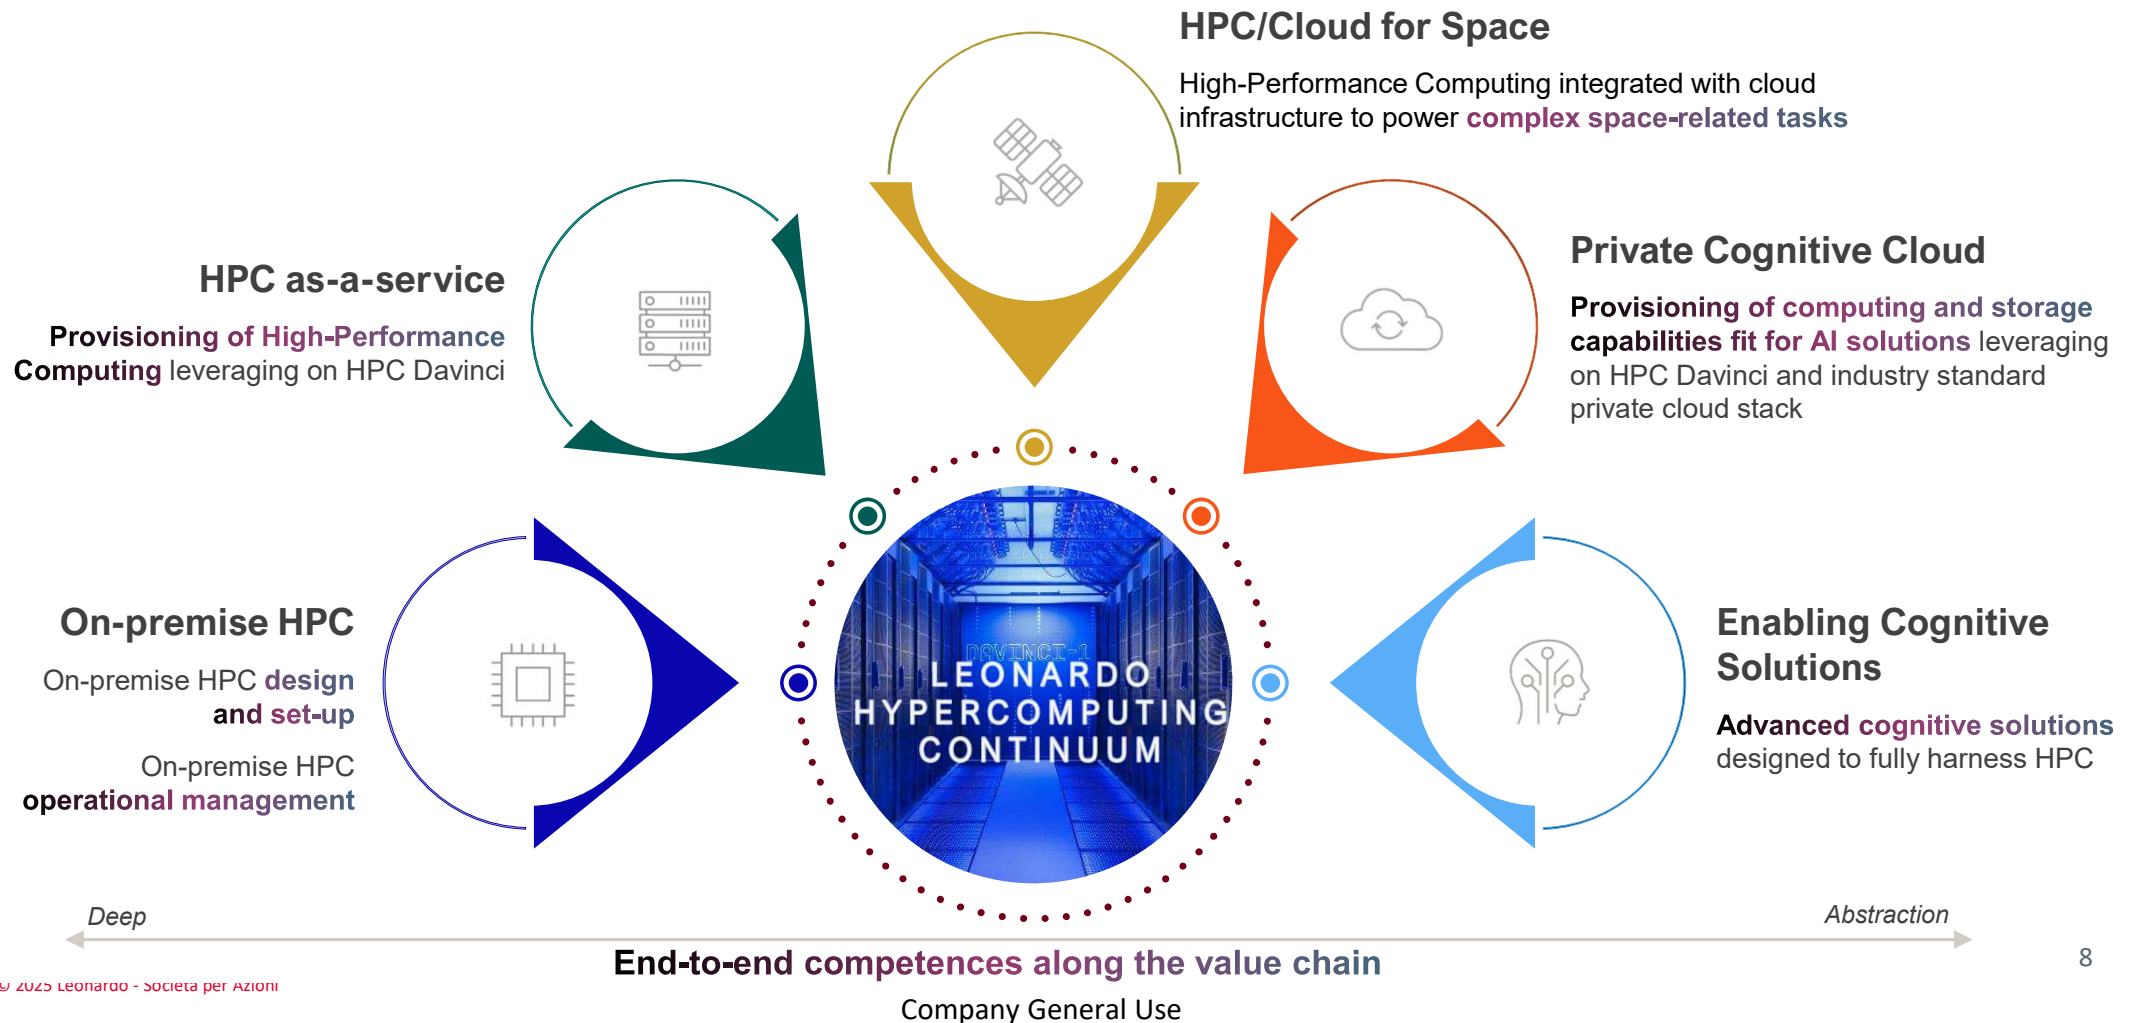 HPC/Cloud for Space
High-Performance Computing integrated with cloud
infrastructure to power complex space-related tasks
HPC as-a-service
Provisioning of High-Performance
Computing leveraging on HPC Davinci
Private Cognitive Cloud
Provisioning of computing and storage
capabilities fit for AI solutions leveraging
on HPC Davinci and industry standard
private cloud stack
On-premise HPC
On-premise HPC design
and set-up
On-premise HPC
operational management
DAVINCI-1
LEONARDO
HYPERCOMPUTING
CONTINUUM
Enabling Cognitive
Solutions
Advanced cognitive solutions
designed to fully harness HPC
Deep
Abstraction
End-to-end competences along the value chain
8
© 2025 Leonardo - Società per Azioni
Company General Use